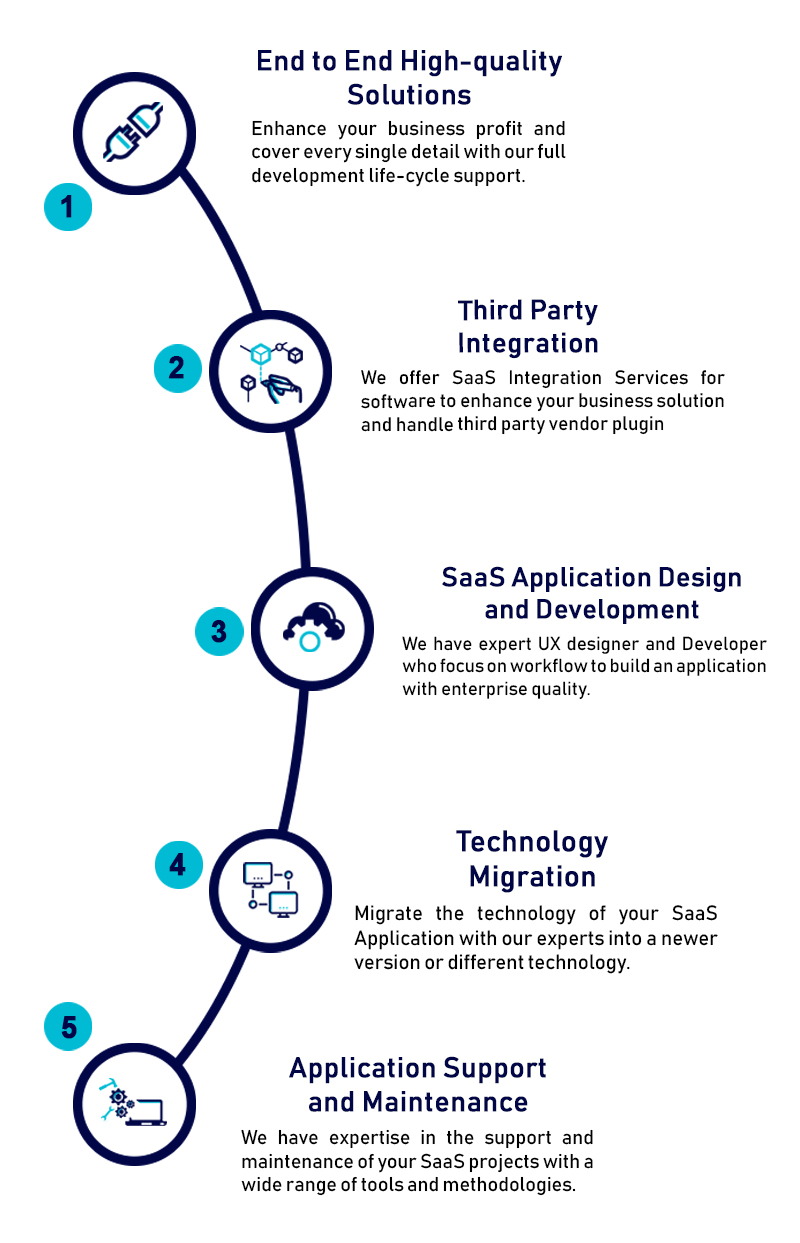 End to End High-quality
Solutions
Enhance your business profit and
cover every single detail with our full
development life-cycle support.
1
Third Party
Integration
2
We offer SaaS Integration Services for
software to enhance your business solution
and handle third party vendor plugin
SaaS Application Design
and Development
3
We have expert UX designer and Developer
who focus on workflow to build an application
with enterprise quality.
Technology
Migration
4
Migrate the technology of your SaaS
Application with our experts into a newer
version or different technology.
5
Application Support
and Maintenance
We have expertise in the support and
maintenance of your SaaS projects with a
wide range of tools and methodologies.